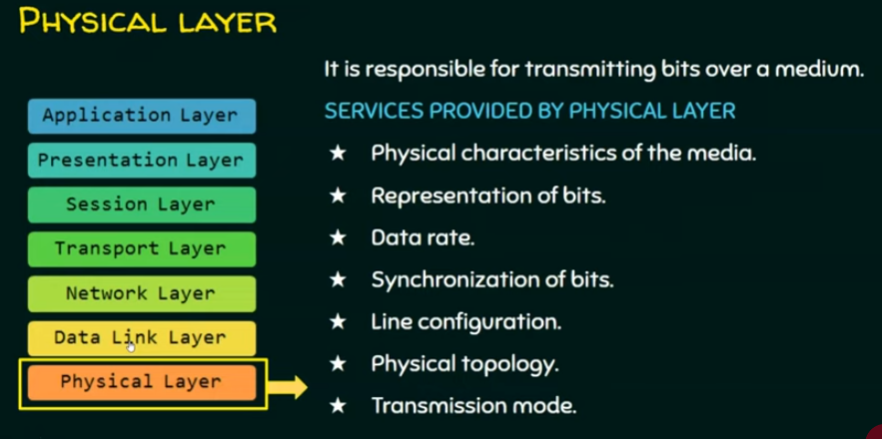 PHYSICAL LAYER
It is responsible for transmitting bits over a medium.
SERVICES PROVIDED BY PHYSICAL LAYER
★ Physical characteristics of the media.
★ Representation of bits.
★ Data rate.
★ Synchronization of bits.
★ Line configuration.
★ Physical topology.
★ Transmission mode.
Application Layer
Presentation Layer
Session Layer
Transport Layer
Network Layer
Data Link Layer
Physical Layer